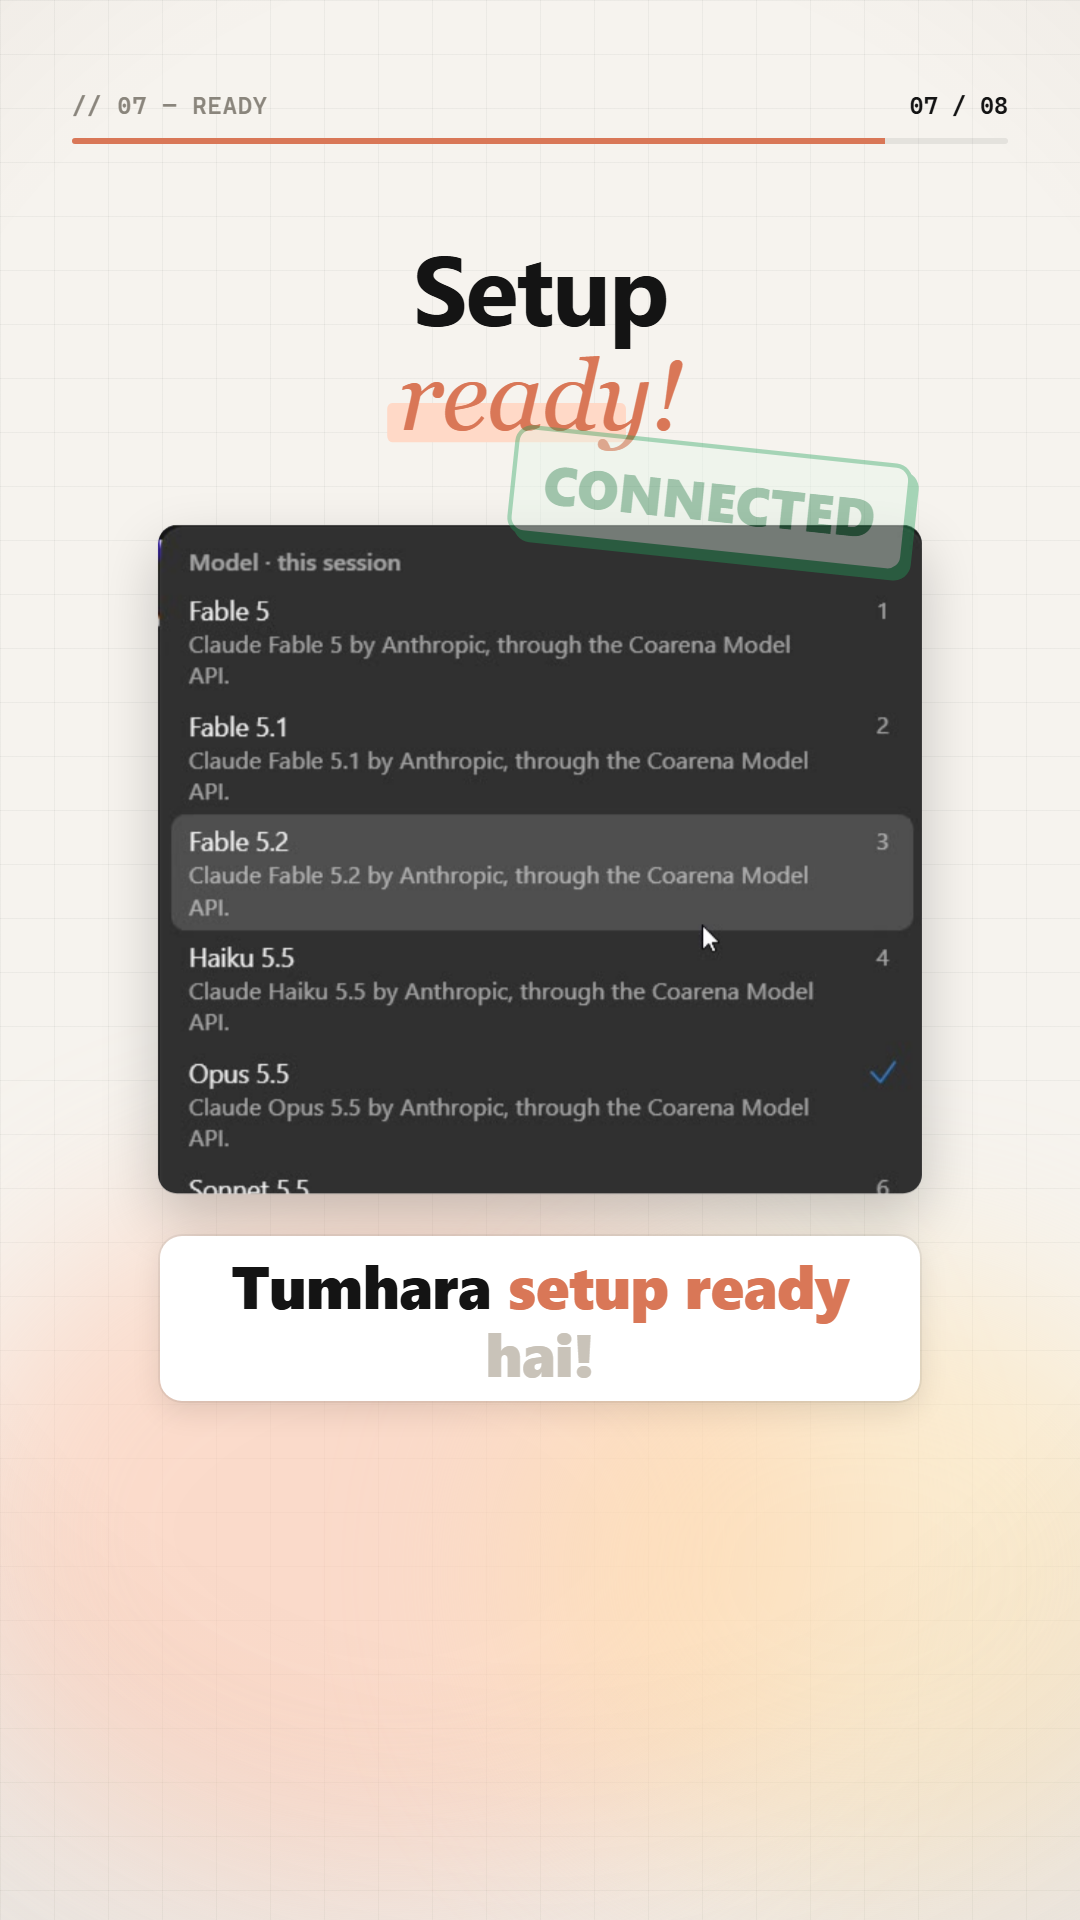 // 07 — READY
07 / 08
Setup
ready!
CONNECTED
Model · this session
Fable 5
1
Claude Fable 5 by Anthropic, through the Coarena Model
API.
Fable 5.1
2
Claude Fable 5.1 by Anthropic, through the Coarena Model
API.
Fable 5.2
3
Claude Fable 5.2 by Anthropic, through the Coarena Model
API.
Haiku 5.5
4
Claude Haiku 5.5 by Anthropic, through the Coarena Model
API.
Opus 5.5
Claude Opus 5.5 by Anthropic, through the Coarena Model
API.
Sonnet 5.5
6
Tumhara setup ready
hai!